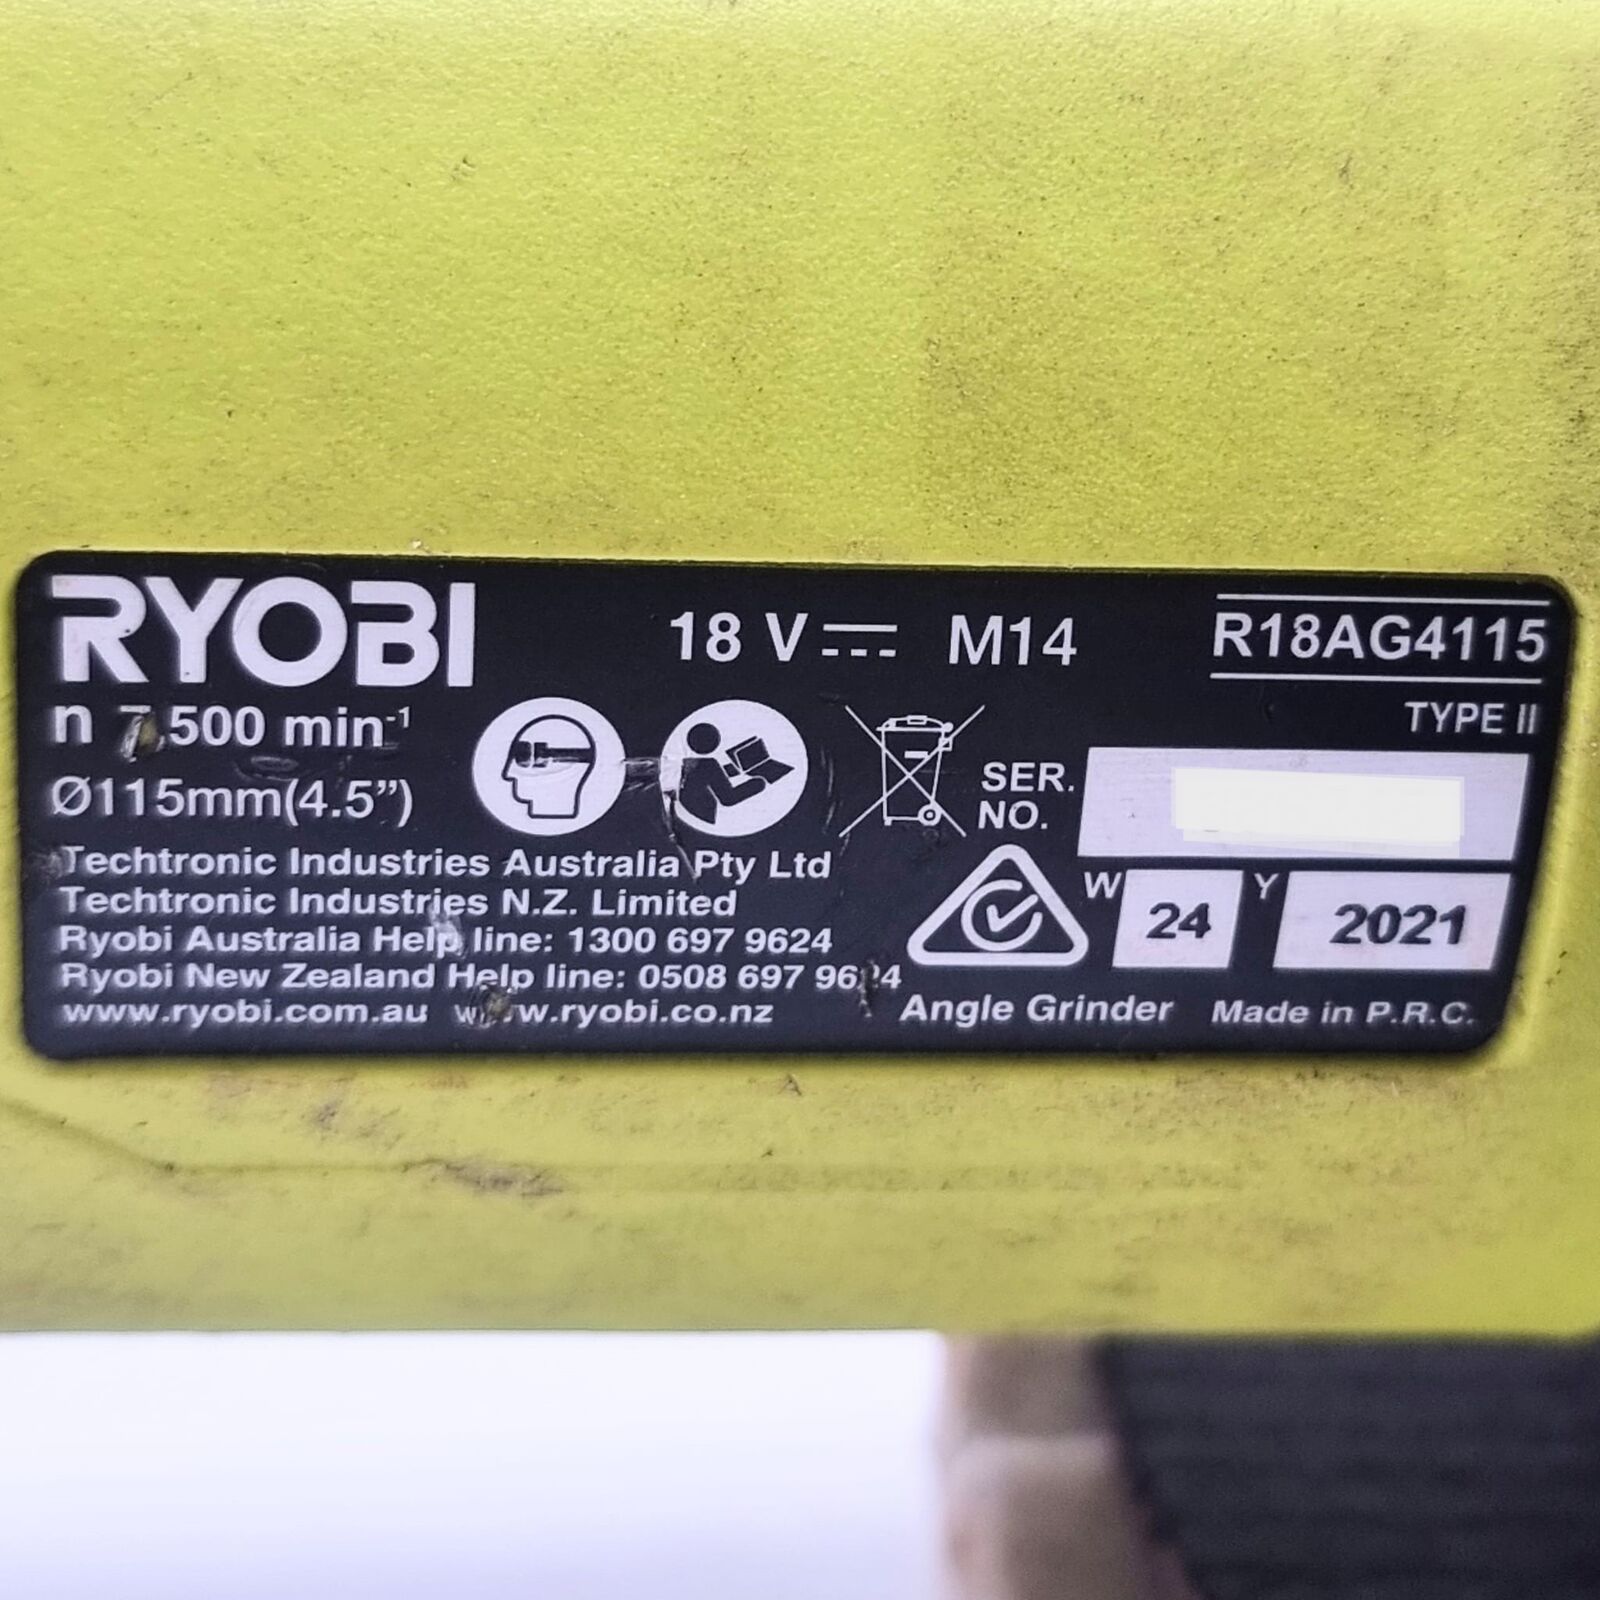 RYOBI
18 V M14
R18AG4115
TYPE II
n 7,500 min-1
Ø115mm(4.5”)
SER.
NO.
Techtronic Industries Australia Pty Ltd
Techtronic Industries N.Z. Limited
Ryobi Australia Help line: 1300 697 9624
Ryobi New Zealand Help line: 0508 697 9624
www.ryobi.com.au www.ryobi.co.nz
W 24 Y 2021
Angle Grinder Made in P.R.C.